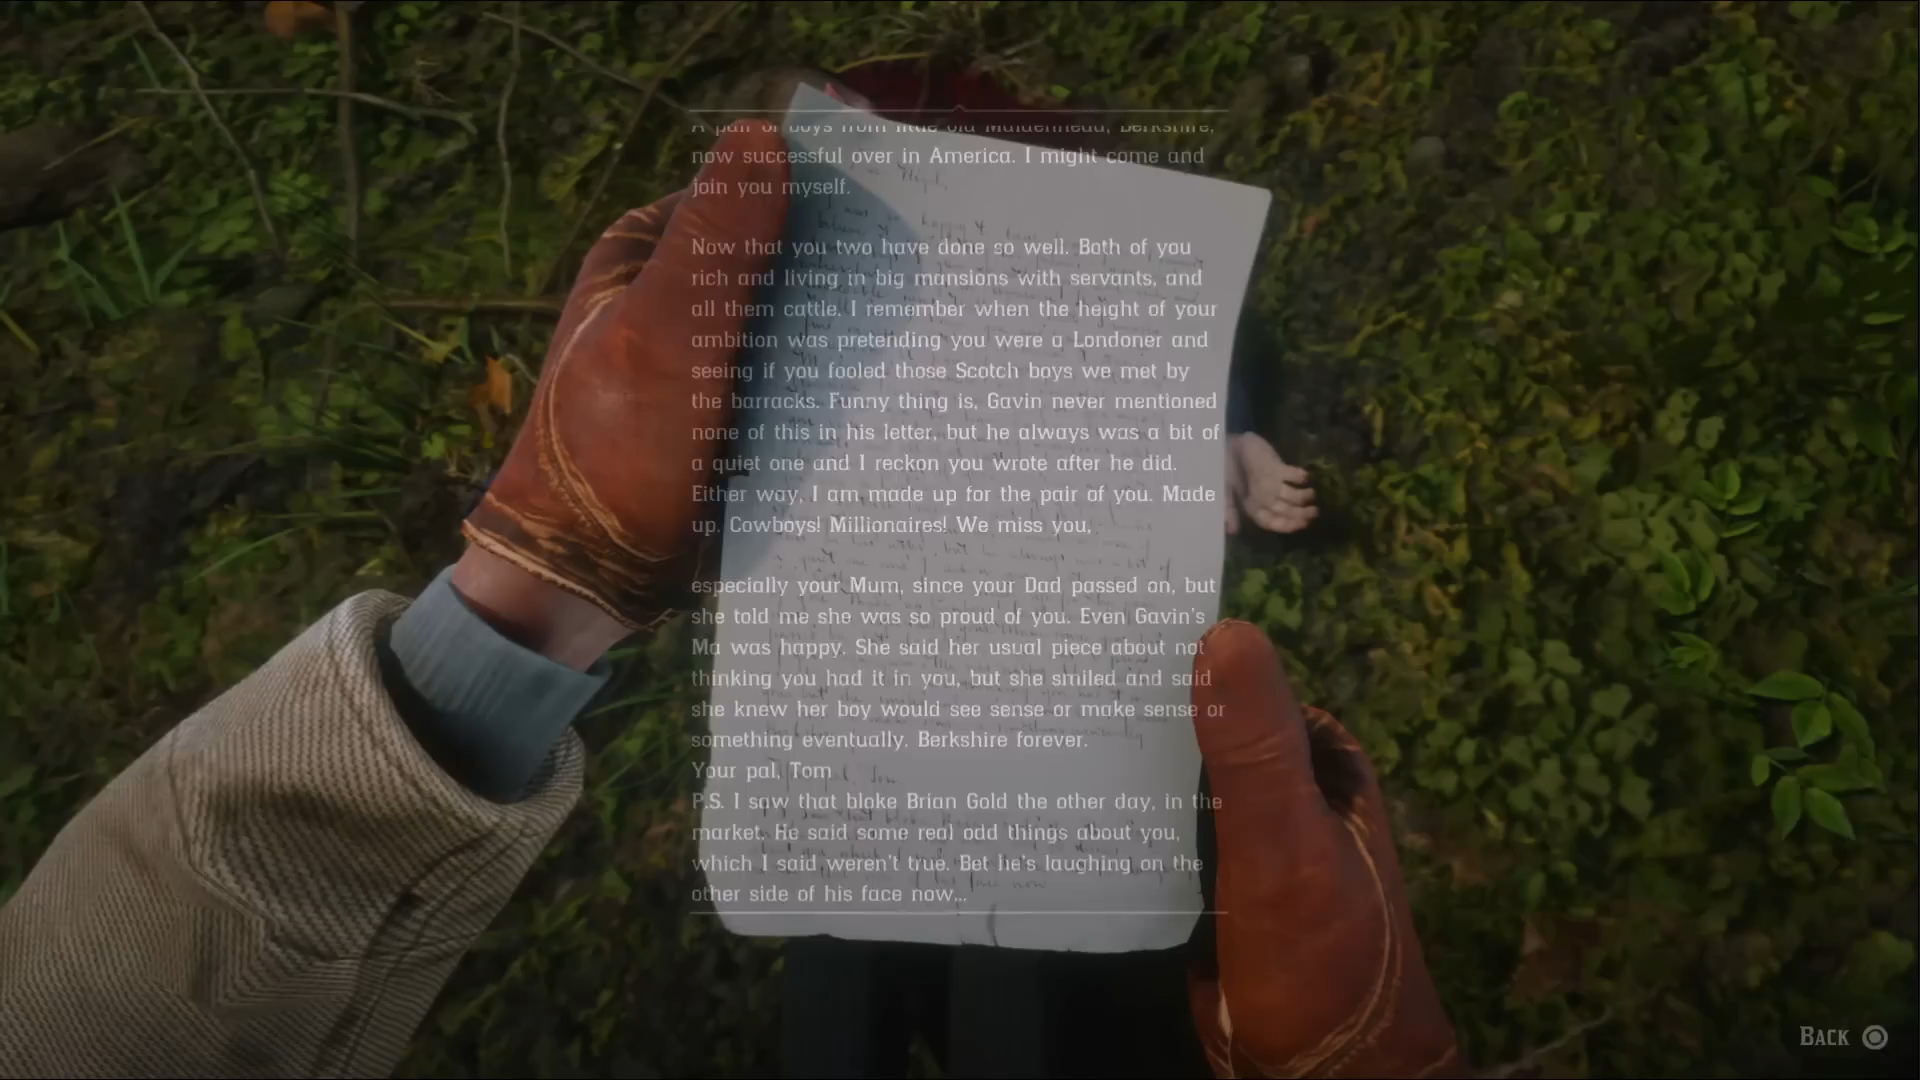 A pair of boys from little old Maidenhead, Berkshire,
now successful over in America. I might come and
join you myself.
Now that you two have done so well. Both of you
rich and living in big mansions with servants, and
all them cattle. I remember when the height of your
ambition was pretending you were a Londoner and
seeing if you fooled those Scotch boys we met by
the barracks. Funny thing is, Gavin never mentioned
none of this in his letter, but he always was a bit of
a quiet one and I reckon you wrote after he did.
Either way, I am made up for the pair of you. Made
up. Cowboys! Millionaires! We miss you,
especially your Mum, since your Dad passed on, but
she told me she was so proud of you. Even Gavin's
Ma was happy. She said her usual piece about not
thinking you had it in you, but she smiled and said
she knew her boy would see sense or make sense or
something eventually. Berkshire forever.
Your pal, Tom
P.S. I saw that bloke Brian Gold the other day, in the
market. He said some real odd things about you,
which I said weren't true. Bet he's laughing on the
other side of his face now...
BACK